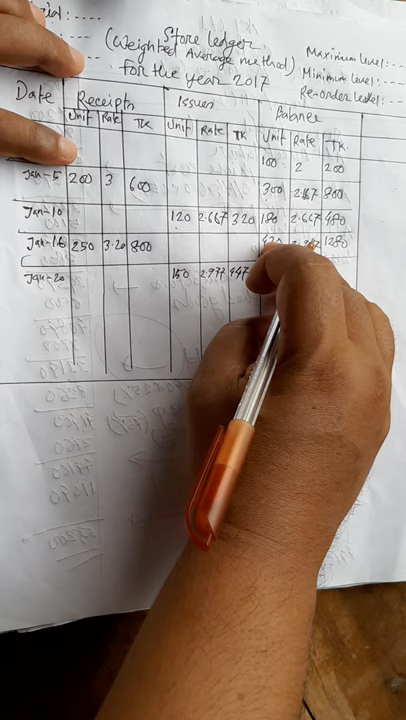 Store ledger
(Weighted Average method)
For the year 2017
Maximum Level:--
Minimum Level:--
Re-order Level:--
Date Receipts Issues Balance
Unit Rate TK Unit Rate TK Unit Rate TK.
100 2 200
Jan-5 200 3 600 300 2.667 800
Jan-10 120 2.667 320 180 2.667 480
Jan-16 250 3.20 800 1280
Jan-20 150 2.977 447